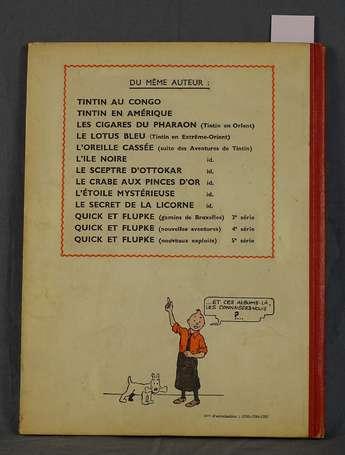 DU MÊME AUTEUR :
TINTIN AU CONGO
TINTIN EN AMÉRIQUE
LES CIGARES DU PHARAON (Tintin en Orient)
LE LOTUS BLEU (Tintin en Extrême-Orient)
L'OREILLE CASSÉE (suite des Aventures de Tintin)
L'ILE NOIRE id.
LE SCEPTRE D'OTTOKAR id.
LE CRABE AUX PINCES D'OR id.
L'ÉTOILE MYSTÉRIEUSE id.
LE SECRET DE LA LICORNE id.
QUICK ET FLUPKE (gamins de Bruxelles) 3e série
QUICK ET FLUPKE (nouvelles aventures) 4e série
QUICK ET FLUPKE (nouveaux exploits) 5e série
...ET CES ALBUMS-LÀ,
LES CONNAISSEZ-VOUS
?...